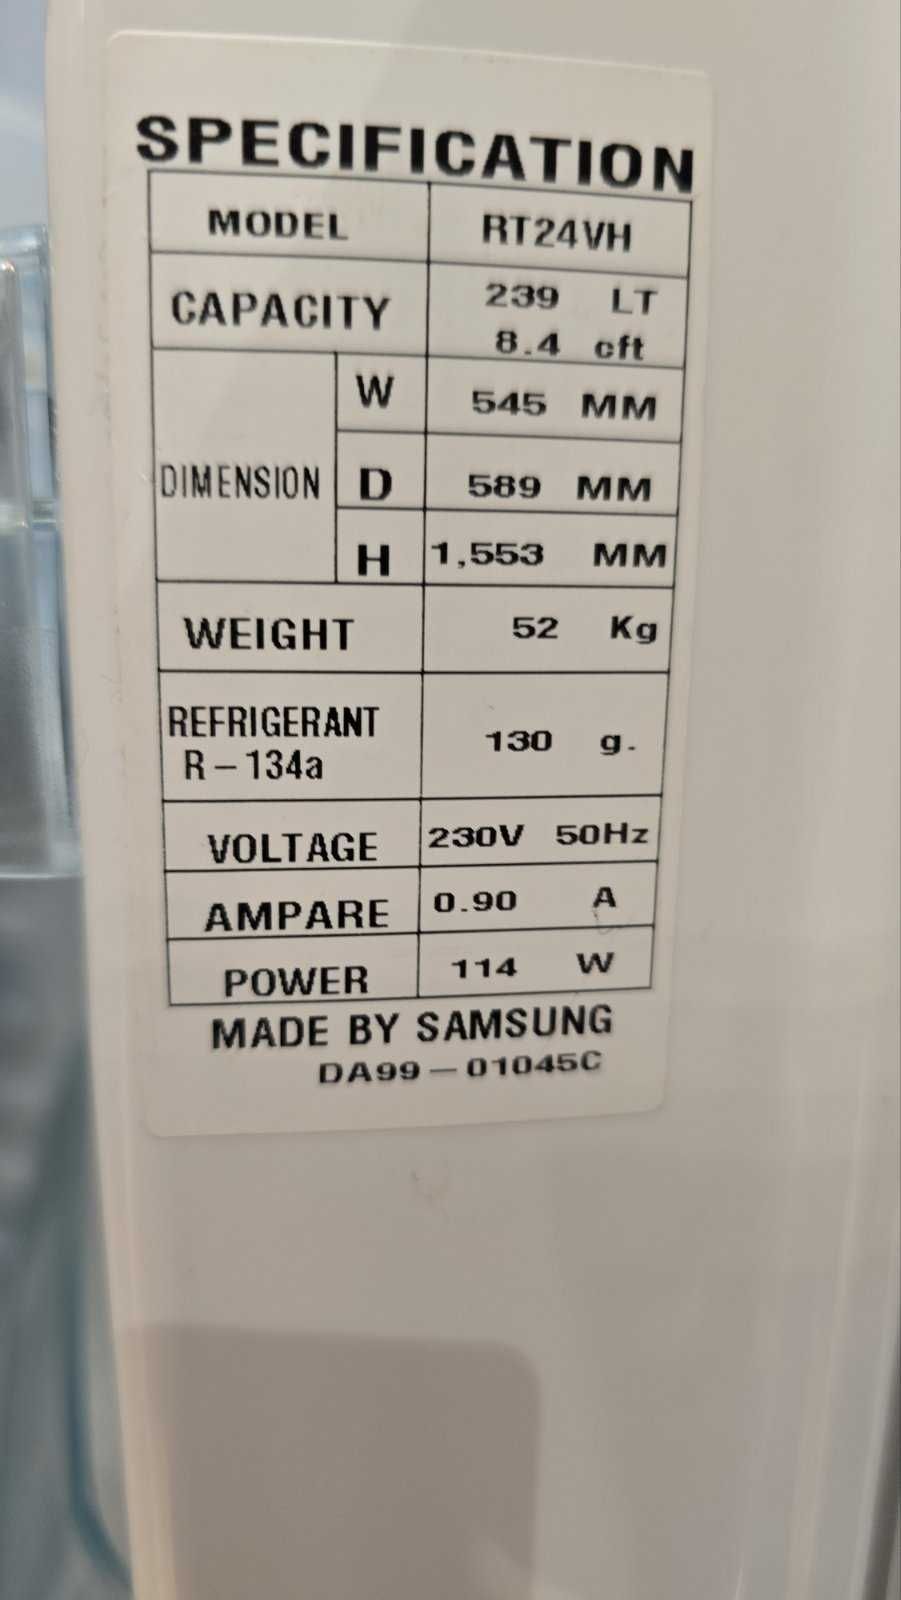 SPECIFICATION
MODEL RT24VH
CAPACITY 239 LT
8.4 cft
DIMENSION W 545 MM
D 589 MM
H 1,553 MM
WEIGHT 52 Kg
REFRIGERANT
R-134a 130 g.
VOLTAGE 230V 50Hz
AMPARE 0.90 A
POWER 114 W
MADE BY SAMSUNG
DA99-01045C